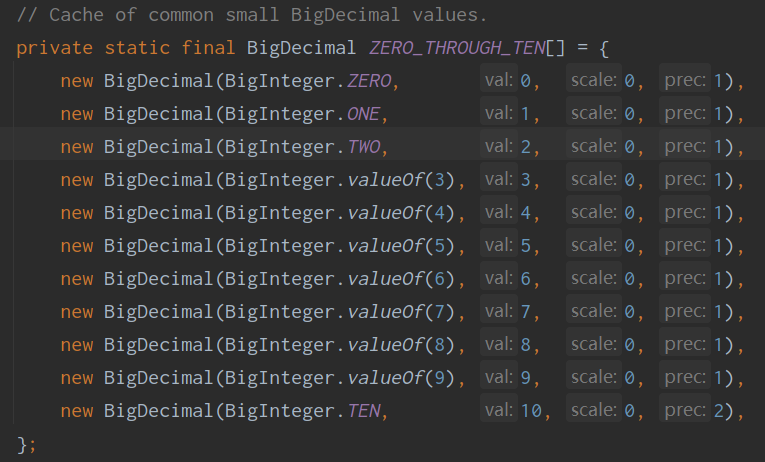 // Cache of common small BigDecimal values.
private static final BigDecimal ZERO_THROUGH_TEN[] = {
    new BigDecimal(BigInteger.ZERO,       val: 0,  scale: 0, prec: 1),
    new BigDecimal(BigInteger.ONE,        val: 1,  scale: 0, prec: 1),
    new BigDecimal(BigInteger.TWO,        val: 2,  scale: 0, prec: 1),
    new BigDecimal(BigInteger.valueOf(3), val: 3,  scale: 0, prec: 1),
    new BigDecimal(BigInteger.valueOf(4), val: 4,  scale: 0, prec: 1),
    new BigDecimal(BigInteger.valueOf(5), val: 5,  scale: 0, prec: 1),
    new BigDecimal(BigInteger.valueOf(6), val: 6,  scale: 0, prec: 1),
    new BigDecimal(BigInteger.valueOf(7), val: 7,  scale: 0, prec: 1),
    new BigDecimal(BigInteger.valueOf(8), val: 8,  scale: 0, prec: 1),
    new BigDecimal(BigInteger.valueOf(9), val: 9,  scale: 0, prec: 1),
    new BigDecimal(BigInteger.TEN,        val: 10, scale: 0, prec: 2),
};